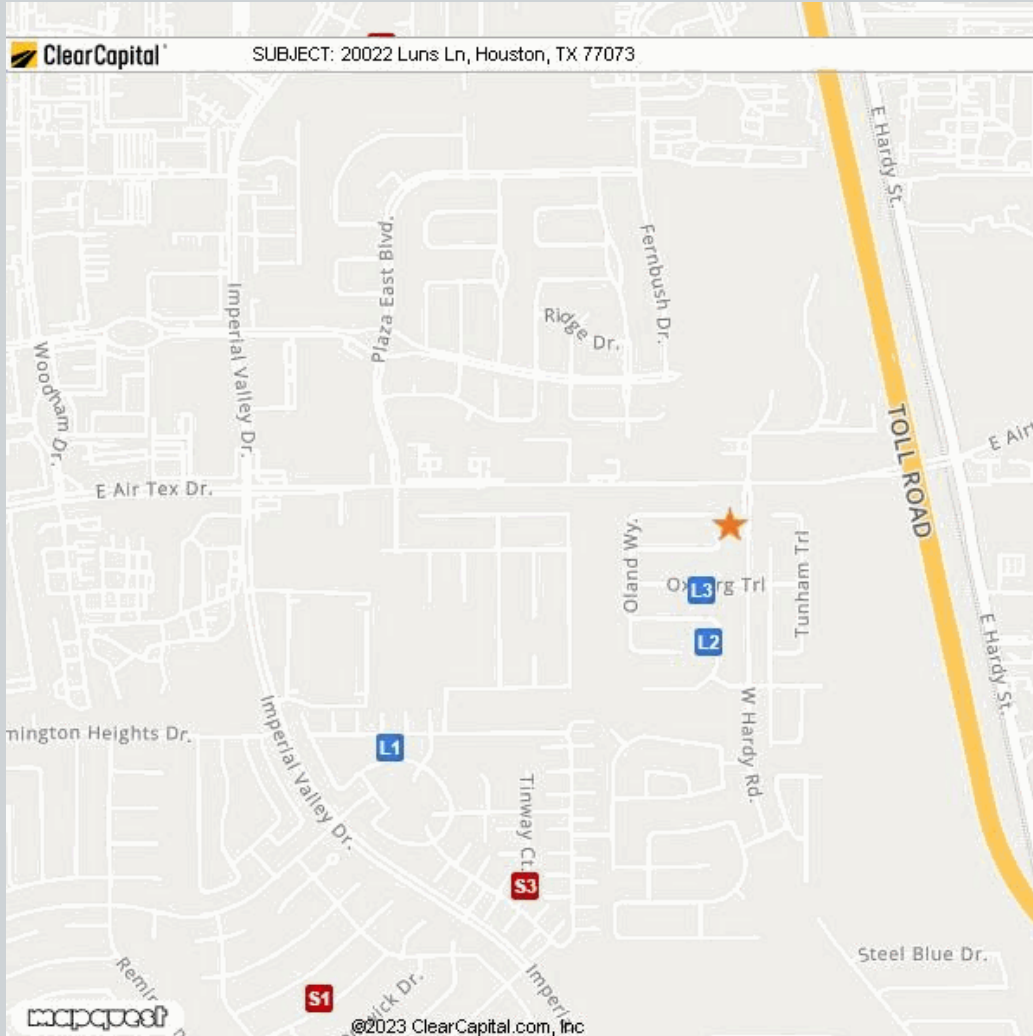 ClearCapital
SUBJECT: 20022 Luns Ln, Houston, TX 77073
E Hardy St.
Plaza East Blvd.
Fernbush Dr.
Imperial Valley Dr.
Ridge Dr.
Woodham Dr.
TOLL ROAD
E Air
E Air Tex Dr.
Oland Wy.
Tunham Trl
L3
rg Trl
L2
E Hardy St.
W Hardy Rd.
mington Heights Dr.
L1
Imperial Valley Dr.
Tinway Ct.
S3
Steel Blue Dr.
S1
wick Dr.
mapquest
©2023 ClearCapital.com, Inc